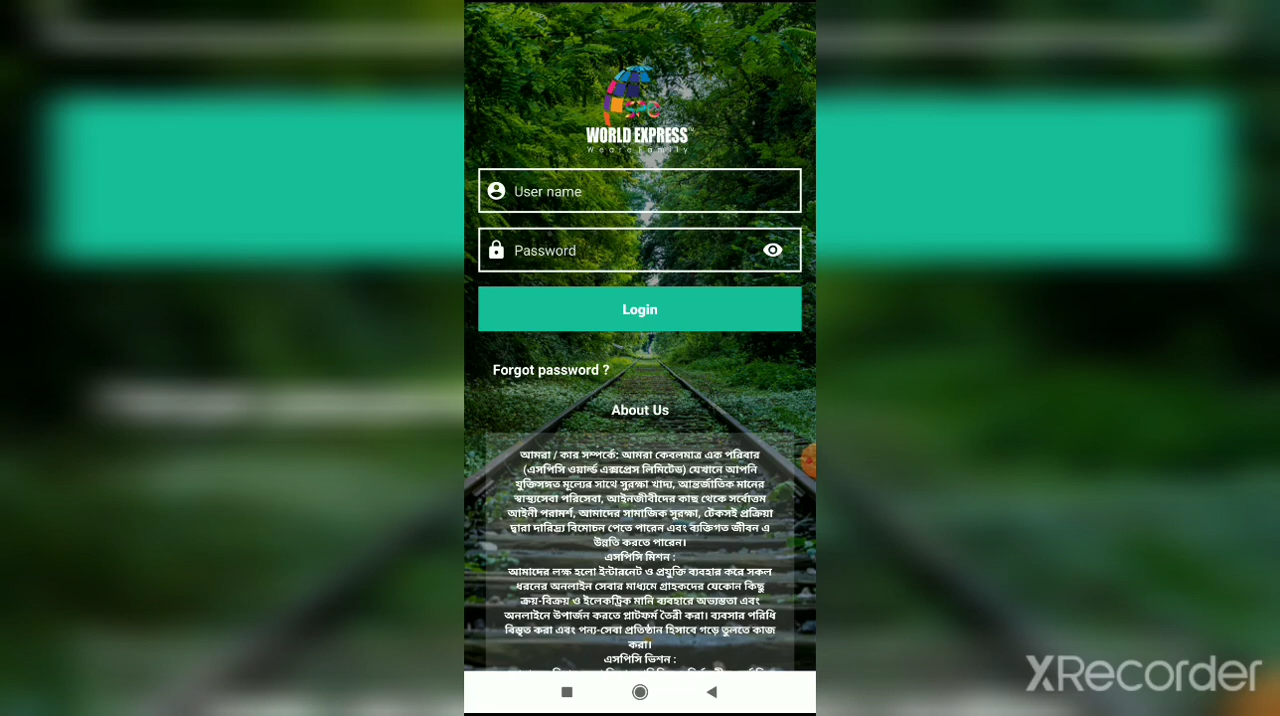 spc
WORLD EXPRESS
We are Family
User name
Password
Login
Forgot password ?
About Us
আমরা / কার সম্পর্কে: আমরা কেবলমাত্র এক পরিবার
(এসপিসি ওয়ার্ল্ড এক্সপ্রেস লিমিটেড) যেখানে আপনি
যুক্তিসঙ্গত মূল্যের সাথে সুরক্ষা খাদ্য, আন্তর্জাতিক মানের
স্বাস্থ্যসেবা পরিসেবা, আইনজীবীদের কাছ থেকে সর্বোত্তম
আইনী পরামর্শ, আমাদের সামাজিক সুরক্ষা, টেকসই প্রক্রিয়া
দ্বারা দারিদ্র্য বিমোচন পেতে পারেন এবং ব্যক্তিগত জীবন এ
উন্নতি করতে পারেন।
এসপিসি মিশন :
আমাদের লক্ষ হলো ইন্টারনেট ও প্রযুক্তি ব্যবহার করে সকল
ধরনের অনলাইন সেবার মাধ্যমে গ্রাহকদের যেকোন কিছু
ক্রয়-বিক্রয় ও ইলেকট্রিক মানি ব্যবহারে অভ্যস্ততা এবং
অনলাইনে উপার্জন করতে প্লাটফর্ম তৈরী করা। ব্যবসার পরিধি
বিস্তৃত করা এবং পন্য-সেবা প্রতিষ্ঠান হিসাবে গড়ে তুলতে কাজ
করা।
এসপিসি ভিশন :
XRecorder